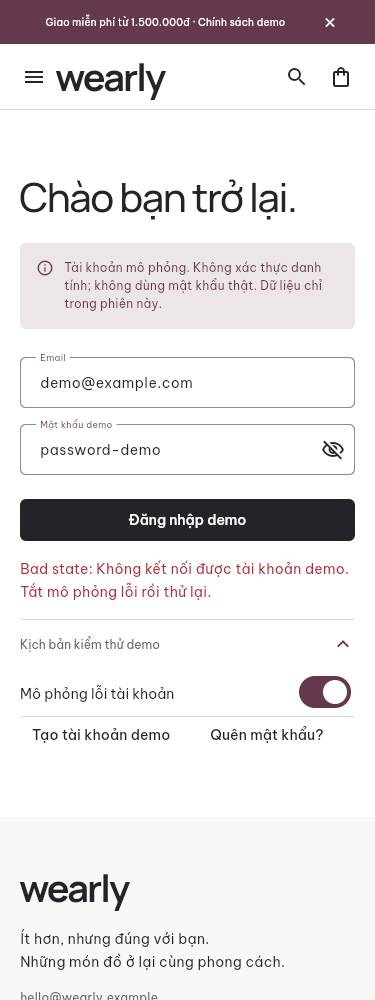 Giao miễn phí từ 1.500.000đ · Chính sách demo
wearly
Chào bạn trở lại.
Tài khoản mô phỏng. Không xác thực danh
tính; không dùng mật khẩu thật. Dữ liệu chỉ
trong phiên này.
Email
demo@example.com
Mật khẩu demo
password-demo
Đăng nhập demo
Bad state: Không kết nối được tài khoản demo.
Tắt mô phỏng lỗi rồi thử lại.
Kịch bản kiểm thử demo
Mô phỏng lỗi tài khoản
Tạo tài khoản demo
Quên mật khẩu?
wearly
Ít hơn, nhưng đúng với bạn.
Những món đồ ở lại cùng phong cách.
hello@wearly.example